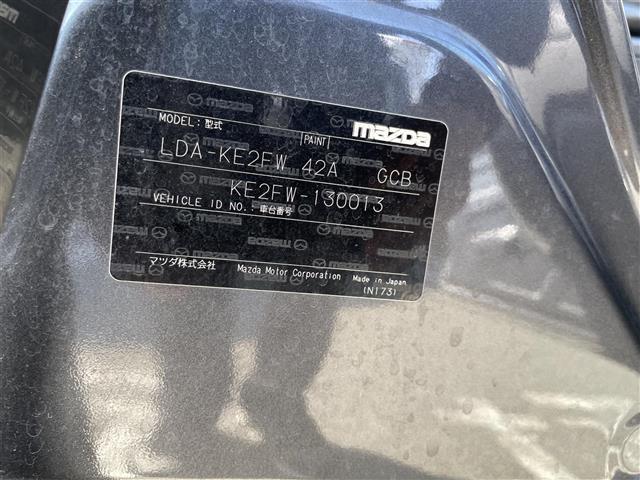 mazda
MODEL:型式 PAINT
LDA-KE2FW 42A GCB
KE2FW-130013
VEHICLE ID NO.:車台番号
マツダ株式会社 Mazda Motor Corporation Made in Japan
(N173)